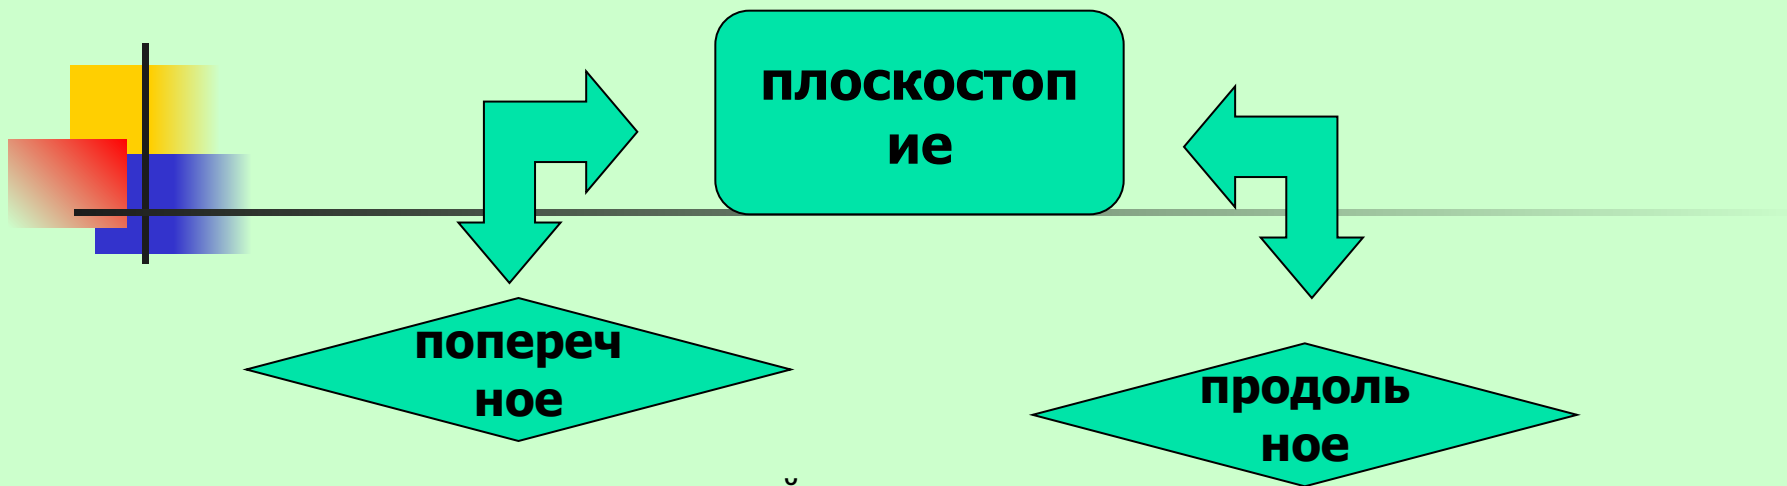 плоскостоп
ие
попереч
ное
продоль
ное